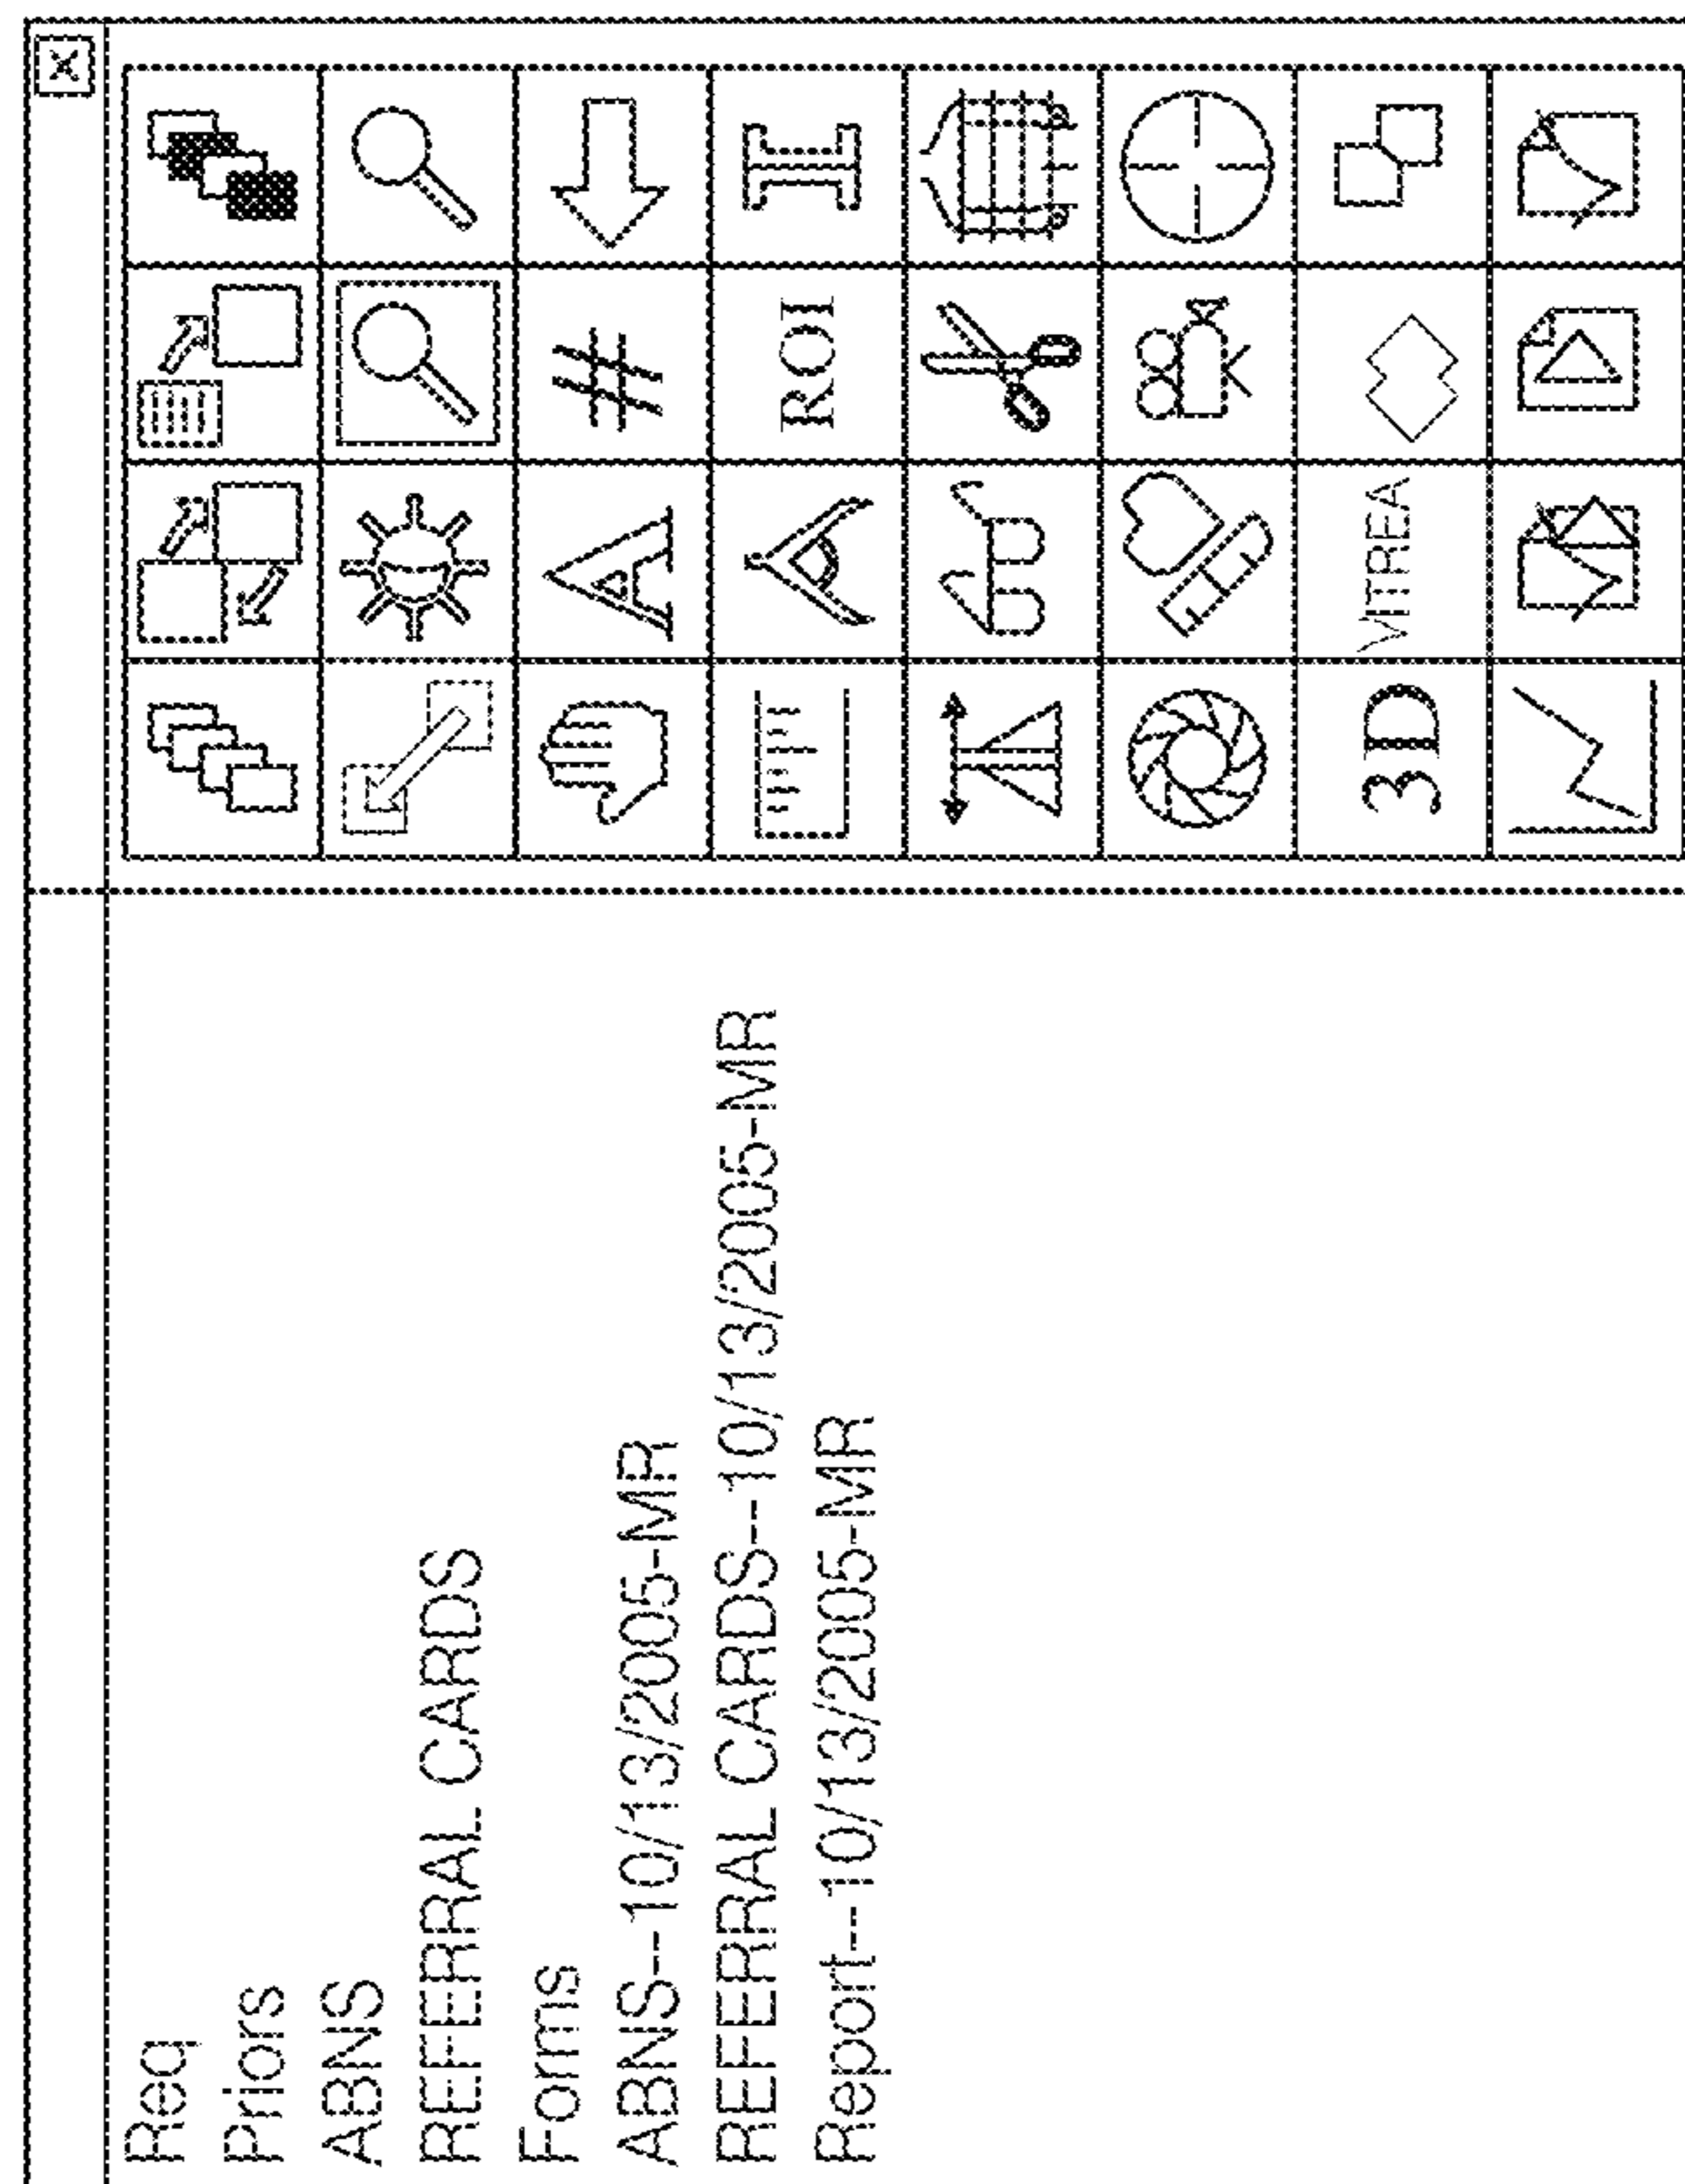 Req
Priors
ABNS
REFERRAL CARDS
Forms
ABNS--10/13/2005-MR
REFERRAL CARDS--10/13/2005-MR
Report--10/13/2005-MR
X
A
#
ROI
3D
VITREA